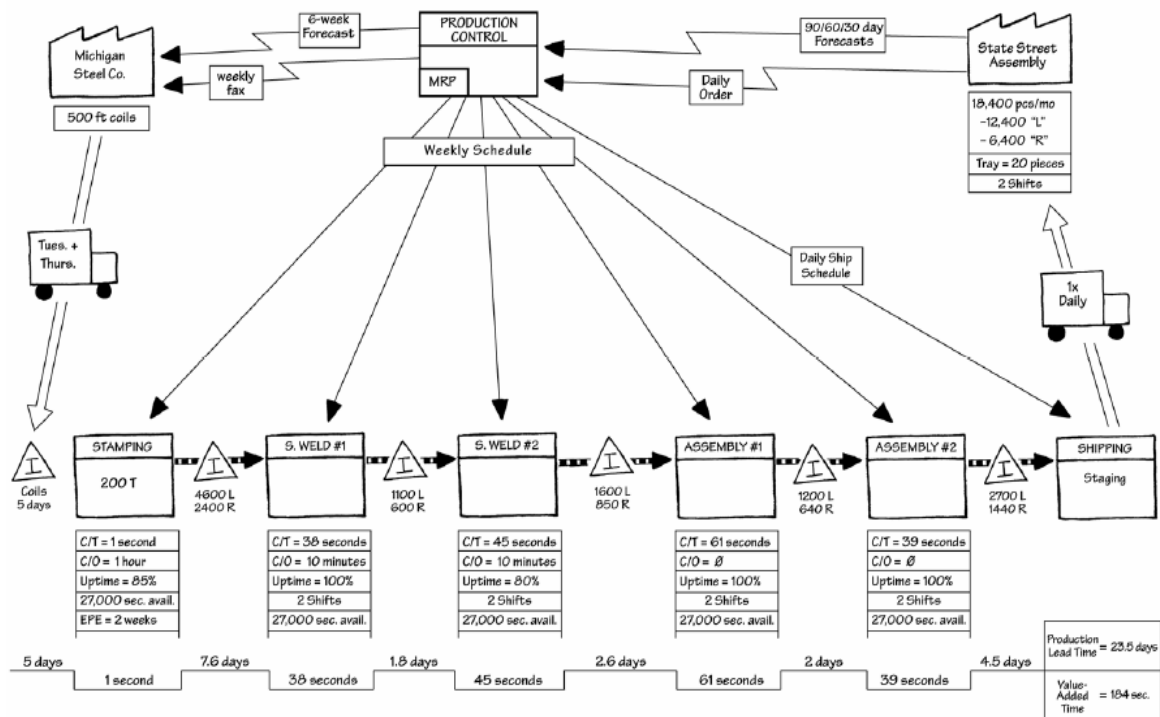 6-week
Forecast
PRODUCTION
CONTROL
90/60/30 day
Forecasts
Michigan
Steel Co.
State Street
Assembly
weekly
fax
MRP
Daily
Order
500 ft coils
18,400 pcs/mo
-12,400 "L"
- 6,400 "R"
Tray = 20 pieces
2 Shifts
Weekly Schedule
Tues. +
Thurs.
Daily Ship
Schedule
1x
Daily
STAMPING
S. WELD #1
S. WELD #2
ASSEMBLY #1
ASSEMBLY #2
SHIPPING
I
I
I
I
I
I
200 T
Staging
Coils
5 days
4600 L
2400 R
1100 L
600 R
1600 L
850 R
1200 L
640 R
2700 L
1440 R
C/T = 1 second
C/O = 1 hour
Uptime = 85%
27,000 sec. avail.
EPE = 2 weeks
C/T = 38 seconds
C/O = 10 minutes
Uptime = 100%
2 Shifts
27,000 sec. avail.
C/T = 45 seconds
C/O = 10 minutes
Uptime = 80%
2 Shifts
27,000 sec. avail.
C/T = 61 seconds
C/O = Ø
Uptime = 100%
2 Shifts
27,000 sec. avail.
C/T = 39 seconds
C/O = Ø
Uptime = 100%
2 Shifts
27,000 sec. avail.
5 days
7.6 days
1.8 days
2.6 days
2 days
4.5 days
1 second
38 seconds
45 seconds
61 seconds
39 seconds
Production
Lead Time = 23.5 days
Value-
Added = 184 sec.
Time